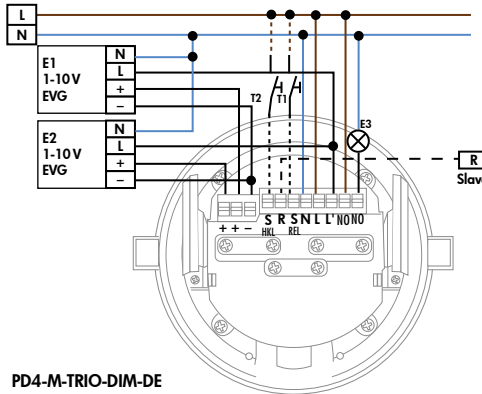 L
N
E1
1-10V
EVG
N
L
+
–
E2
1-10V
EVG
N
L
+
–
T2
T1
E3
R
Slav
+ + –
S R S N L L' NO NO
HKL REL
PD4-M-TRIO-DIM-DE